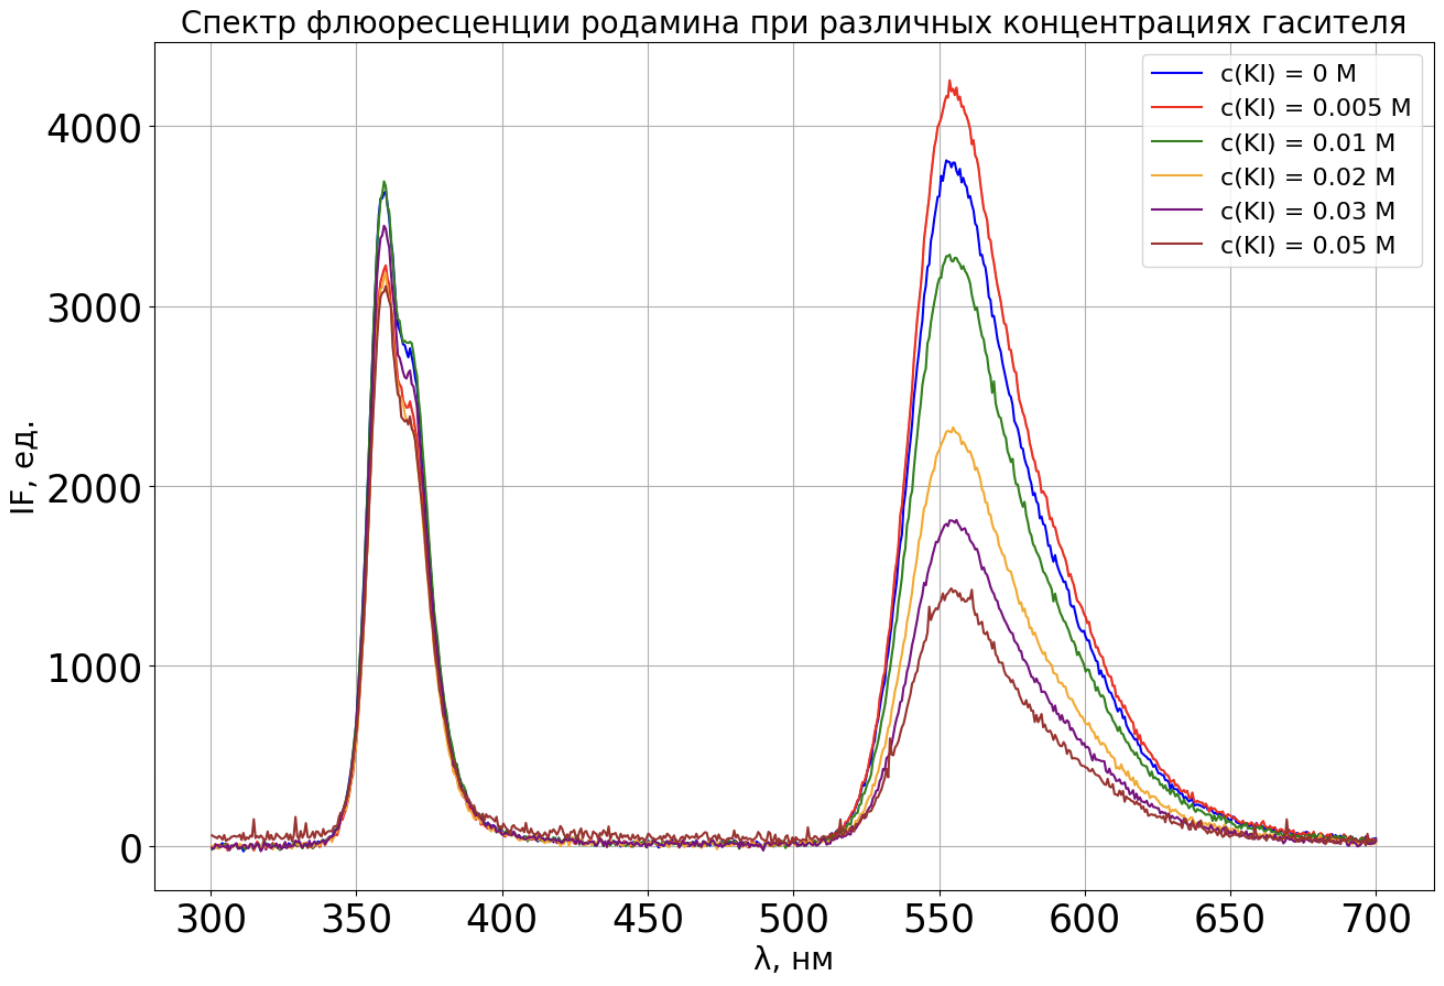 Спектр флюоресценции родамина при различных концентрациях гасителя
c(KI) = 0 M
c(KI) = 0.005 M
c(KI) = 0.01 M
c(KI) = 0.02 M
c(KI) = 0.03 M
c(KI) = 0.05 M
IF, ед.
4000
3000
2000
1000
0
300 350 400 450 500 550 600 650 700
λ, нм